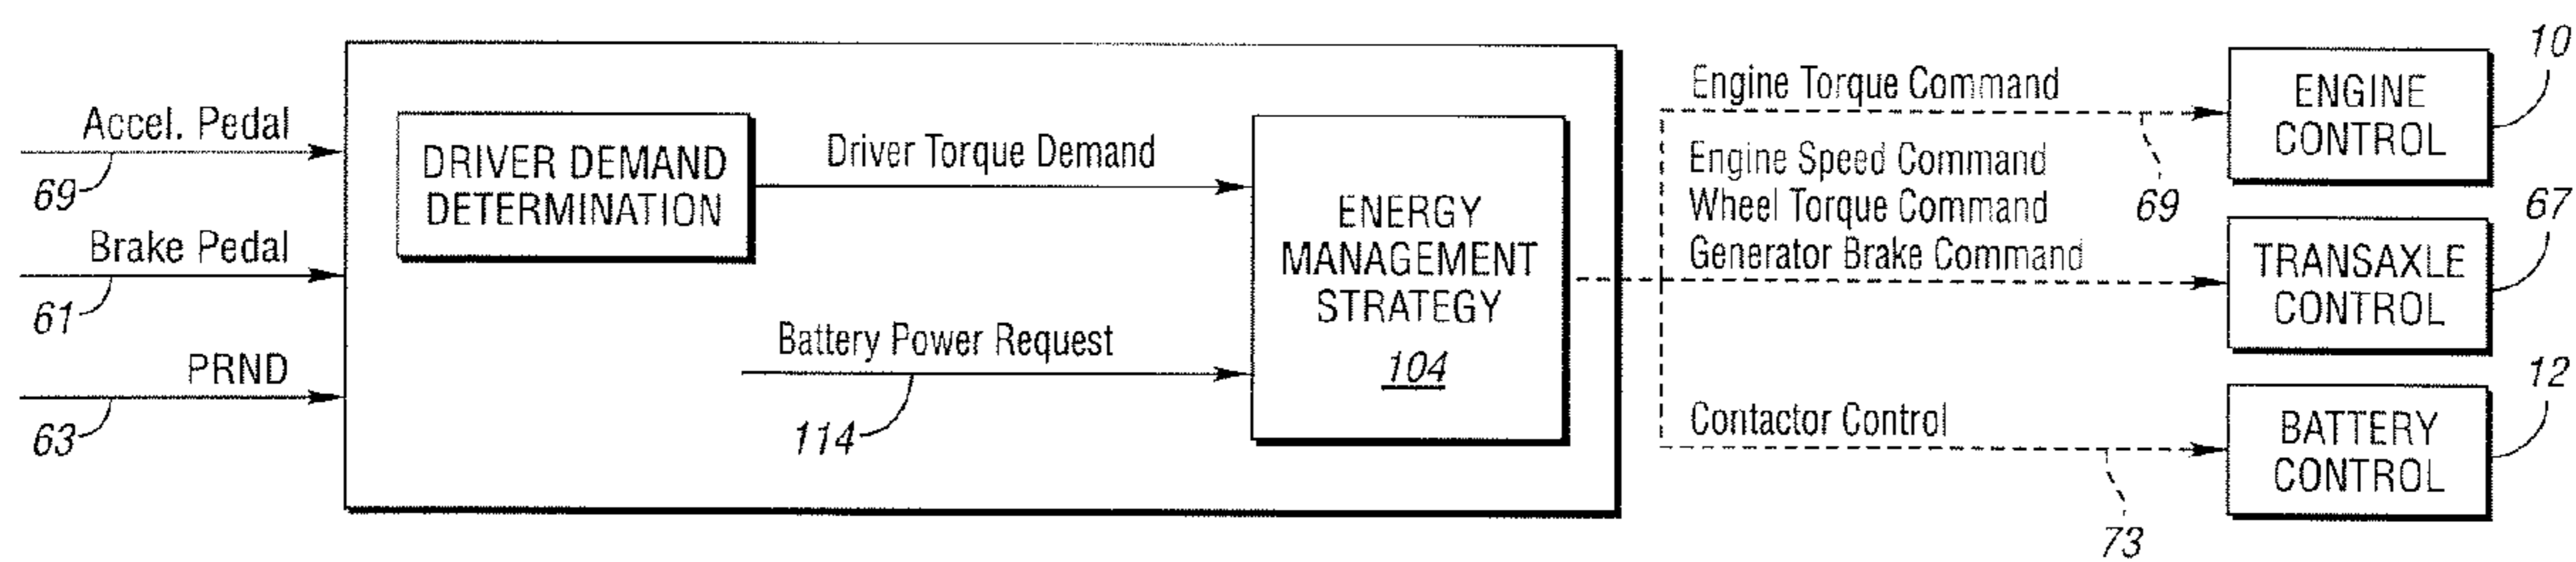 Accel. Pedal
69
Brake Pedal
61
PRND
63
DRIVER DEMAND
DETERMINATION
Driver Torque Demand
Battery Power Request
114
ENERGY
MANAGEMENT
STRATEGY
104
Engine Torque Command
69
Engine Speed Command
Wheel Torque Command
Generator Brake Command
Contactor Control
73
ENGINE
CONTROL
10
TRANSAXLE
CONTROL
67
BATTERY
CONTROL
12